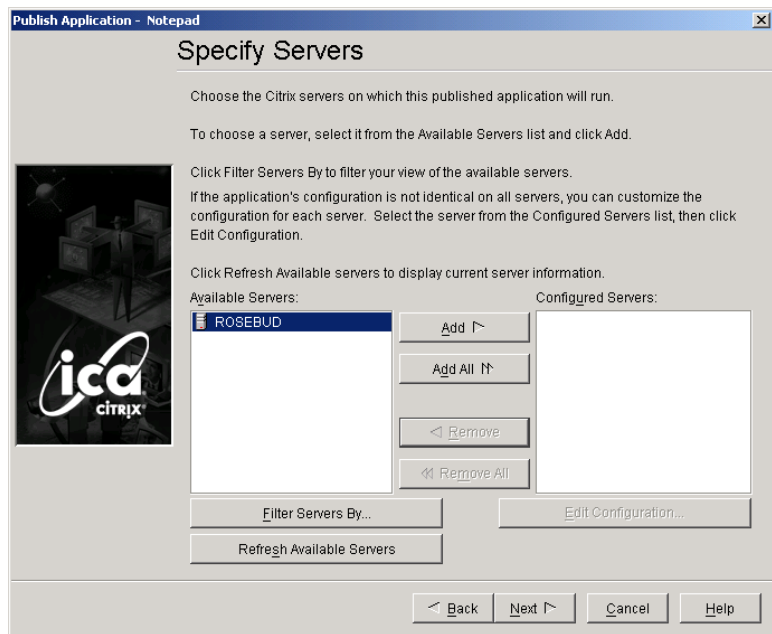 Publish Application - Notepad
Specify Servers
Choose the Citrix servers on which this published application will run.
To choose a server, select it from the Available Servers list and click Add.
Click Filter Servers By to filter your view of the available servers.
If the application's configuration is not identical on all servers, you can customize the
configuration for each server. Select the server from the Configured Servers list, then click
Edit Configuration.
Click Refresh Available servers to display current server information.
Available Servers:
Configured Servers:
ROSEBUD
Add
Add All
Remove
Remove All
ica
CITRIX
Filter Servers By...
Edit Configuration...
Refresh Available Servers
Back
Next
Cancel
Help